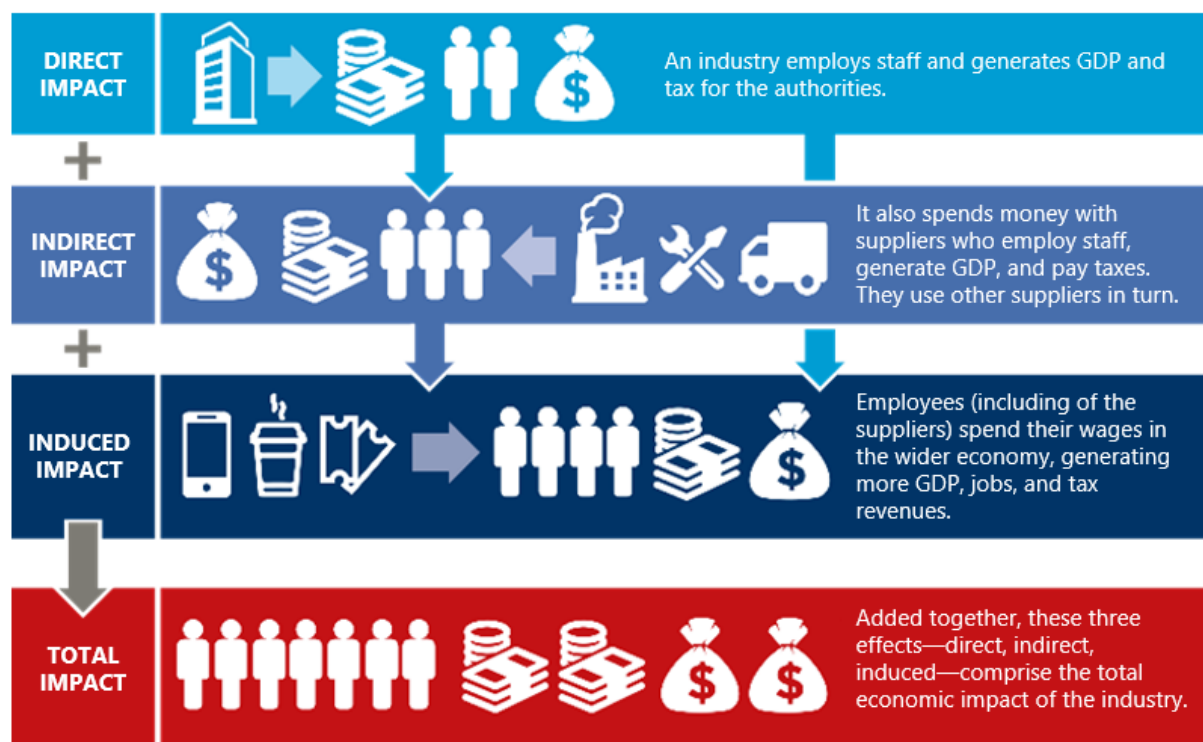 DIRECT
IMPACT
$
An industry employs staff and generates GDP and
tax for the authorities.
+
INDIRECT
IMPACT
$
It also spends money with
suppliers who employ staff,
generate GDP, and pay taxes.
They use other suppliers in turn.
+
INDUCED
IMPACT
$
Employees (including of the
suppliers) spend their wages in
the wider economy, generating
more GDP, jobs, and tax
revenues.
TOTAL
IMPACT
$ $
Added together, these three
effects—direct, indirect,
induced—comprise the total
economic impact of the industry.